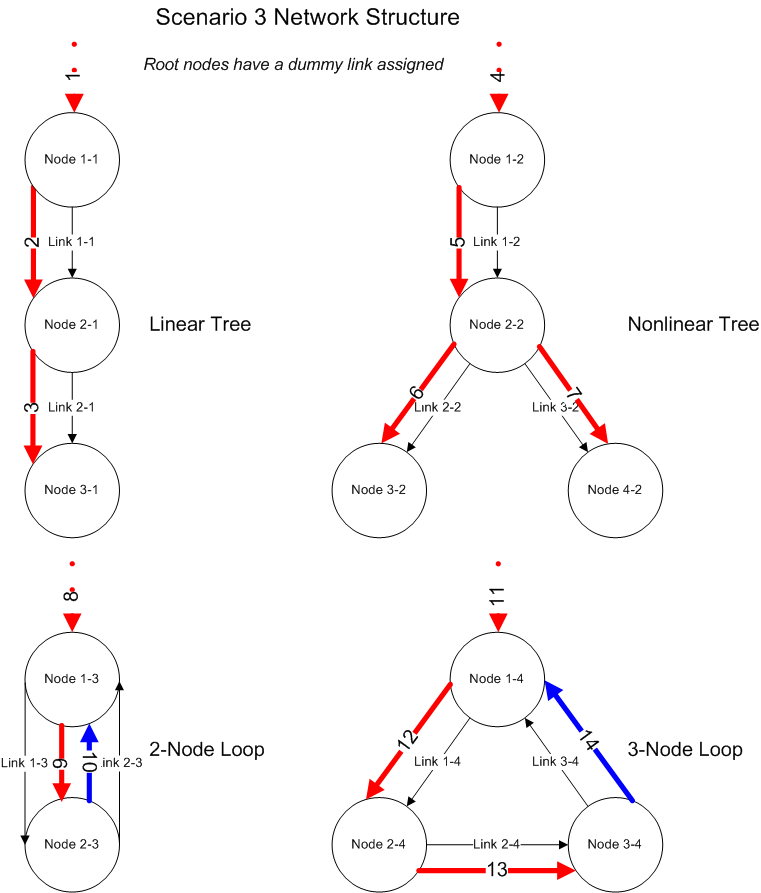 Scenario 3 Network Structure
Root nodes have a dummy link assigned
1
4
Node 1-1
Node 1-2
2
Link 1-1
5
Link 1-2
Node 2-1
Linear Tree
Node 2-2
Nonlinear Tree
3
Link 2-1
6
Link 2-2
7
Link 3-2
Node 3-1
Node 3-2
Node 4-2
8
11
Node 1-3
Node 1-4
Link 1-3
9
10
Link 2-3
2-Node Loop
12
Link 1-4
Link 3-4
14
3-Node Loop
Node 2-3
Node 2-4
Link 2-4
Node 3-4
13